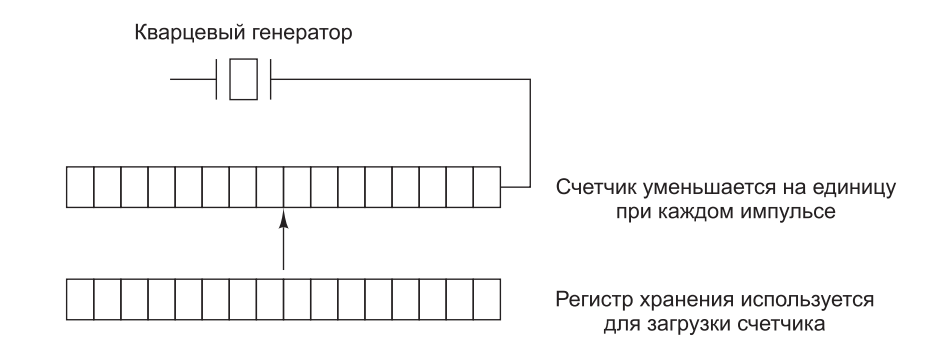 Кварцевый генератор
Счетчик уменьшается на единицу
при каждом импульсе
Регистр хранения используется
для загрузки счетчика